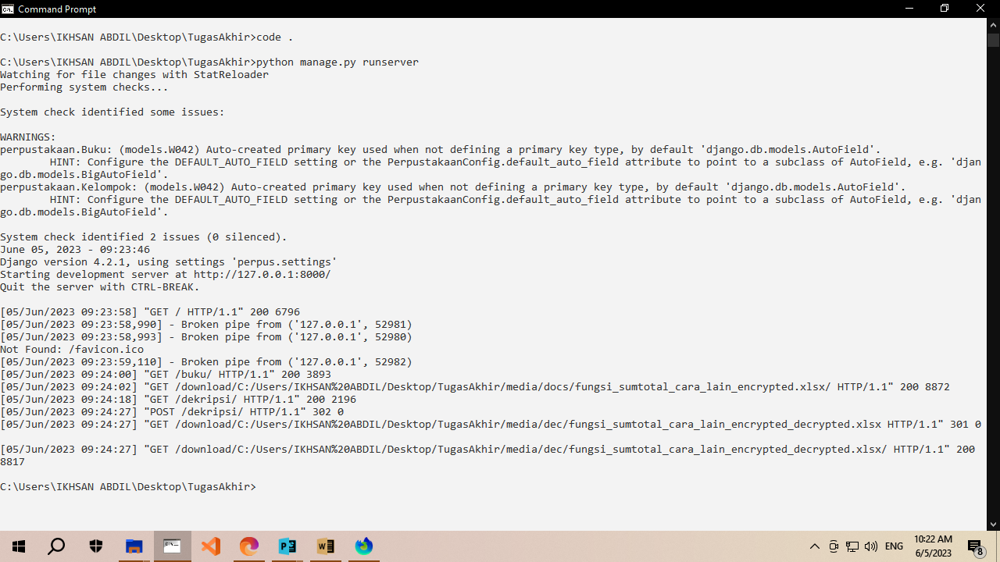 Command Prompt
C:\Users\IKHSAN ABDIL\Desktop\TugasAkhir>code .
C:\Users\IKHSAN ABDIL\Desktop\TugasAkhir>python manage.py runserver
Watching for file changes with StatReloader
Performing system checks...
System check identified some issues:
WARNINGS:
perpustakaan.Buku: (models.W042) Auto-created primary key used when not defining a primary key type, by default 'django.db.models.AutoField'.
        HINT: Configure the DEFAULT_AUTO_FIELD setting or the PerpustakaanConfig.default_auto_field attribute to point to a subclass of AutoField, e.g. 'djan
go.db.models.BigAutoField'.
perpustakaan.Kelompok: (models.W042) Auto-created primary key used when not defining a primary key type, by default 'django.db.models.AutoField'.
        HINT: Configure the DEFAULT_AUTO_FIELD setting or the PerpustakaanConfig.default_auto_field attribute to point to a subclass of AutoField, e.g. 'djan
go.db.models.BigAutoField'.
System check identified 2 issues (0 silenced).
June 05, 2023 - 09:23:46
Django version 4.2.1, using settings 'perpus.settings'
Starting development server at http://127.0.0.1:8000/
Quit the server with CTRL-BREAK.
[05/Jun/2023 09:23:58] "GET / HTTP/1.1" 200 6796
[05/Jun/2023 09:23:58,990] - Broken pipe from ('127.0.0.1', 52981)
[05/Jun/2023 09:23:58,993] - Broken pipe from ('127.0.0.1', 52980)
Not Found: /favicon.ico
[05/Jun/2023 09:23:59,110] - Broken pipe from ('127.0.0.1', 52982)
[05/Jun/2023 09:24:00] "GET /buku/ HTTP/1.1" 200 3893
[05/Jun/2023 09:24:02] "GET /download/C:/Users/IKHSAN%20ABDIL/Desktop/TugasAkhir/media/docs/fungsi_sumtotal_cara_lain_encrypted.xlsx/ HTTP/1.1" 200 8872
[05/Jun/2023 09:24:18] "GET /dekripsi/ HTTP/1.1" 200 2196
[05/Jun/2023 09:24:27] "POST /dekripsi/ HTTP/1.1" 302 0
[05/Jun/2023 09:24:27] "GET /download/C:/Users/IKHSAN%20ABDIL/Desktop/TugasAkhir/media/dec/fungsi_sumtotal_cara_lain_encrypted_decrypted.xlsx HTTP/1.1" 301 0
[05/Jun/2023 09:24:27] "GET /download/C:/Users/IKHSAN%20ABDIL/Desktop/TugasAkhir/media/dec/fungsi_sumtotal_cara_lain_encrypted_decrypted.xlsx/ HTTP/1.1" 200
8817
C:\Users\IKHSAN ABDIL\Desktop\TugasAkhir>
ENG
10:22 AM
6/5/2023
8